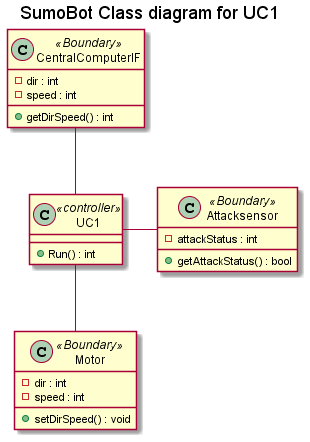 SumoBot Class diagram for UC1
C
«Boundary»
CentralComputerIF
dir : int
speed : int
getDirSpeed() : int
C
«controller»
UC1
Run() : int
C
«Boundary»
Attacksensor
attackStatus : int
getAttackStatus() : bool
C
«Boundary»
Motor
dir : int
speed : int
setDirSpeed() : void